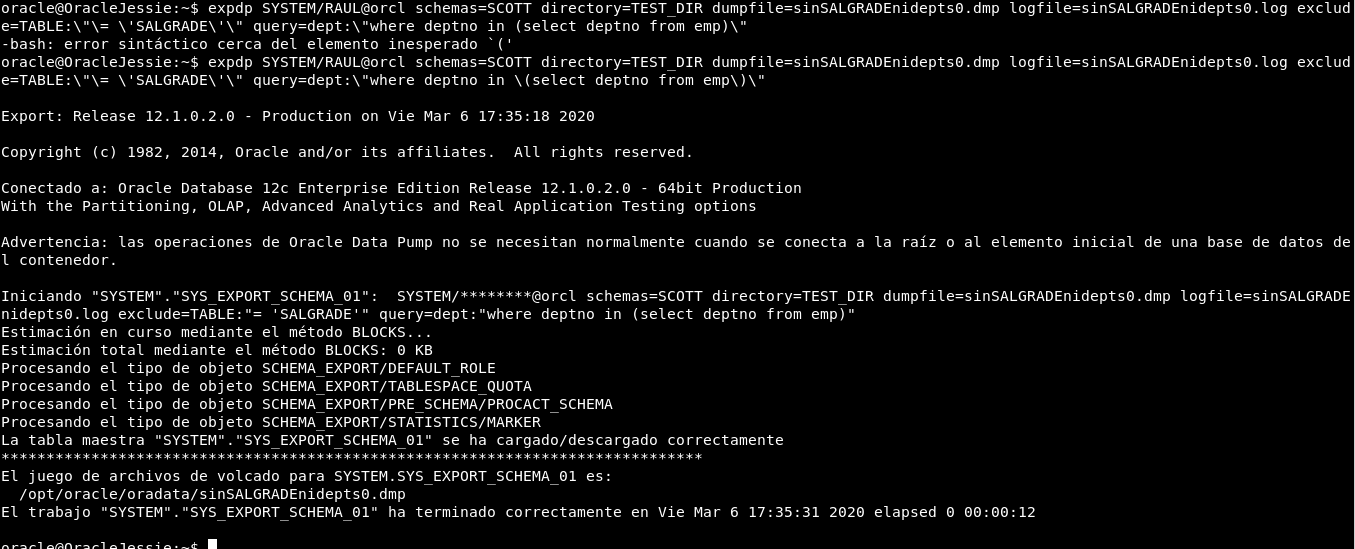 oracle@OracleJessie:~$ expdp SYSTEM/RAUL@orcl schemas=SCOTT directory=TEST_DIR dumpfile=sinSALGRADEnidepts0.dmp logfile=sinSALGRADEnidepts0.log exclud
e=TABLE:\"\= \'SALGRADE\'\" query=dept:\"where deptno in (select deptno from emp)\"
-bash: error sintáctico cerca del elemento inesperado `('
oracle@OracleJessie:~$ expdp SYSTEM/RAUL@orcl schemas=SCOTT directory=TEST_DIR dumpfile=sinSALGRADEnidepts0.dmp logfile=sinSALGRADEnidepts0.log exclud
e=TABLE:\"\= \'SALGRADE\'\" query=dept:\"where deptno in \(select deptno from emp\)\"
Export: Release 12.1.0.2.0 - Production on Vie Mar 6 17:35:18 2020
Copyright (c) 1982, 2014, Oracle and/or its affiliates.  All rights reserved.
Conectado a: Oracle Database 12c Enterprise Edition Release 12.1.0.2.0 - 64bit Production
With the Partitioning, OLAP, Advanced Analytics and Real Application Testing options
Advertencia: las operaciones de Oracle Data Pump no se necesitan normalmente cuando se conecta a la raíz o al elemento inicial de una base de datos de
l contenedor.
Iniciando "SYSTEM"."SYS_EXPORT_SCHEMA_01":  SYSTEM/********@orcl schemas=SCOTT directory=TEST_DIR dumpfile=sinSALGRADEnidepts0.dmp logfile=sinSALGRADE
nidepts0.log exclude=TABLE:"= 'SALGRADE'" query=dept:"where deptno in (select deptno from emp)"
Estimación en curso mediante el método BLOCKS...
Estimación total mediante el método BLOCKS: 0 KB
Procesando el tipo de objeto SCHEMA_EXPORT/DEFAULT_ROLE
Procesando el tipo de objeto SCHEMA_EXPORT/TABLESPACE_QUOTA
Procesando el tipo de objeto SCHEMA_EXPORT/PRE_SCHEMA/PROCACT_SCHEMA
Procesando el tipo de objeto SCHEMA_EXPORT/STATISTICS/MARKER
La tabla maestra "SYSTEM"."SYS_EXPORT_SCHEMA_01" se ha cargado/descargado correctamente
******************************************************************************
El juego de archivos de volcado para SYSTEM.SYS_EXPORT_SCHEMA_01 es:
  /opt/oracle/oradata/sinSALGRADEnidepts0.dmp
El trabajo "SYSTEM"."SYS_EXPORT_SCHEMA_01" ha terminado correctamente en Vie Mar 6 17:35:31 2020 elapsed 0 00:00:12
oracle@OracleJessie:~$